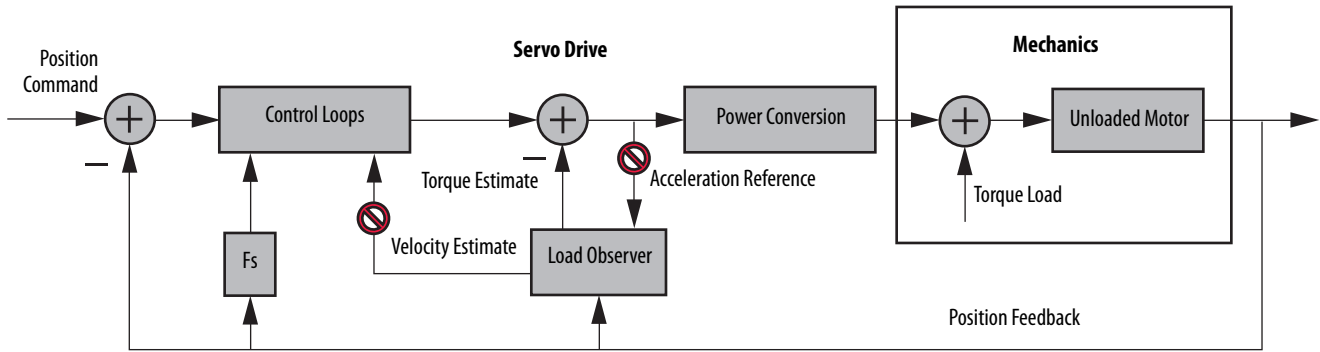 Servo Drive
Mechanics
Position
Command
Control Loops
Power Conversion
Unloaded Motor
Torque Estimate
Acceleration Reference
Torque Load
Fs
Velocity Estimate
Load Observer
Position Feedback